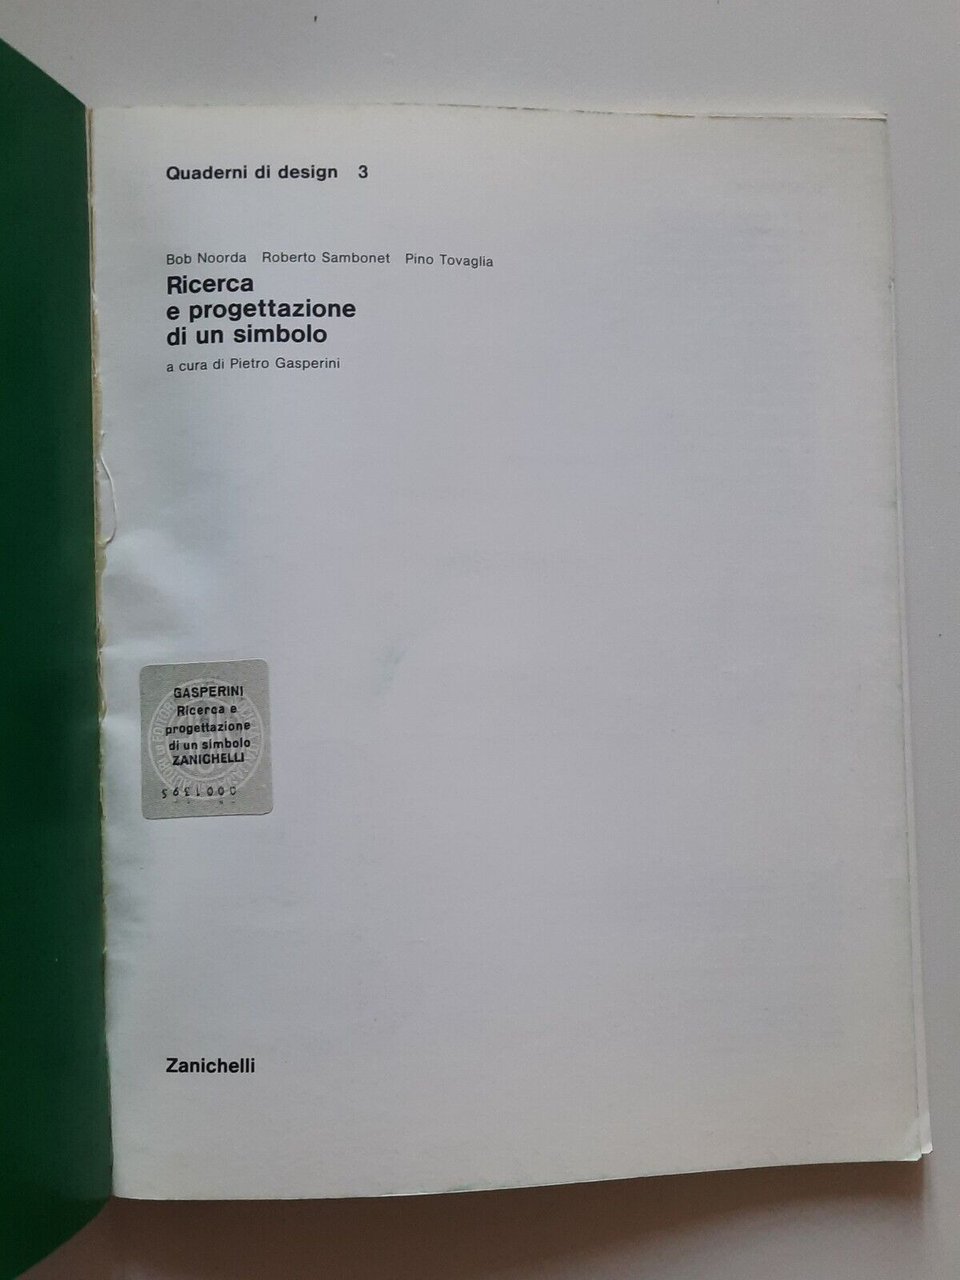 Quaderni di design 3
Bob Noorda Roberto Sambonet Pino Tovaglia
Ricerca
e progettazione
di un simbolo
a cura di Pietro Gasperini
GASPERINI
Ricerca e
progettazione
di un simbolo
ZANICHELLI
Zanichelli